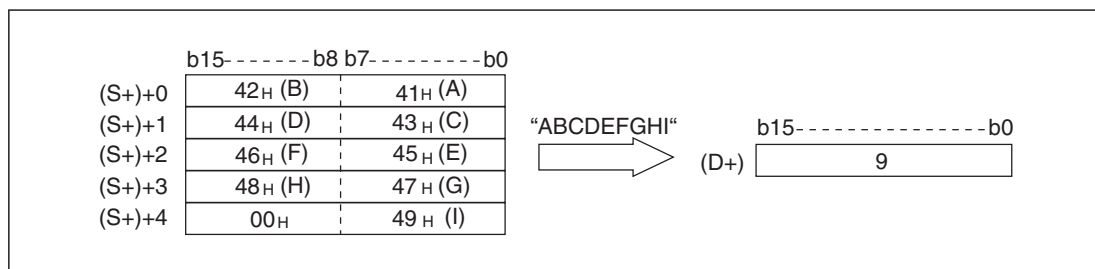 b15-------b8 b7---------b0
(S+)+0 42H (B) 41H (A)
(S+)+1 44H (D) 43H (C)
(S+)+2 46H (F) 45H (E)
(S+)+3 48H (H) 47H (G)
(S+)+4 00H 49H (I)
“ABCDEFGHI“
b15----------------b0
(D+) 9